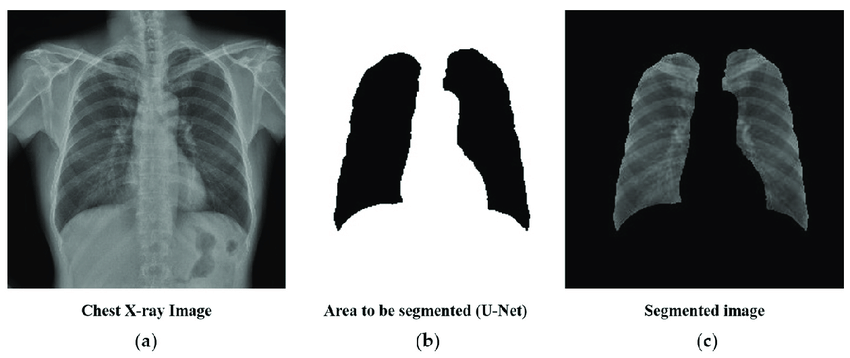 Chest X-ray Image
Area to be segmented (U-Net)
Segmented image
(a)
(b)
(c)